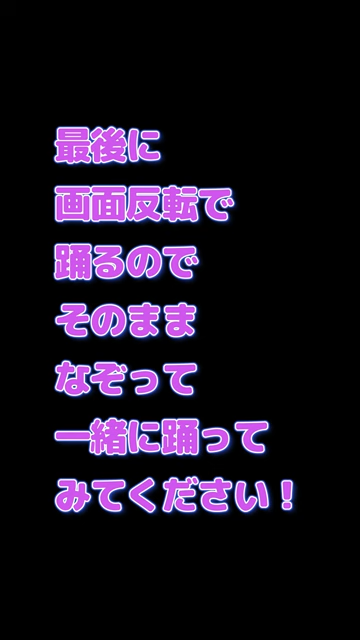 最後に
画面反転で
踊るので
そのまま
なぞって
一緒に踊って
みてください！